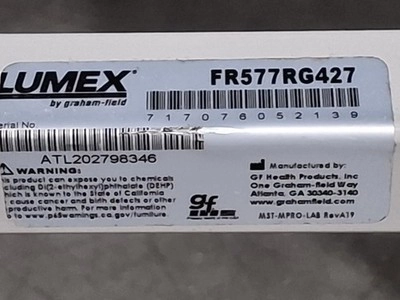 LUMEX®
by graham-field
FR577RG427
717076052139
Serial No
ATL202798346
WARNING:
is product can expose you to chemicals
cluding Di(2-ethylhexyl)phthalate (DEHP)
hich is known to the State of California
cause cancer and birth defects or other
productive harm. For more information
to www.p65warnings.ca.gov/furniture.
gf
Manufactured by:
GF Health Products, Inc
One Graham-Field Way
Atlanta, GA 30340-3140
www.grahamfield.com
MST-MPRO-LAB RevA19